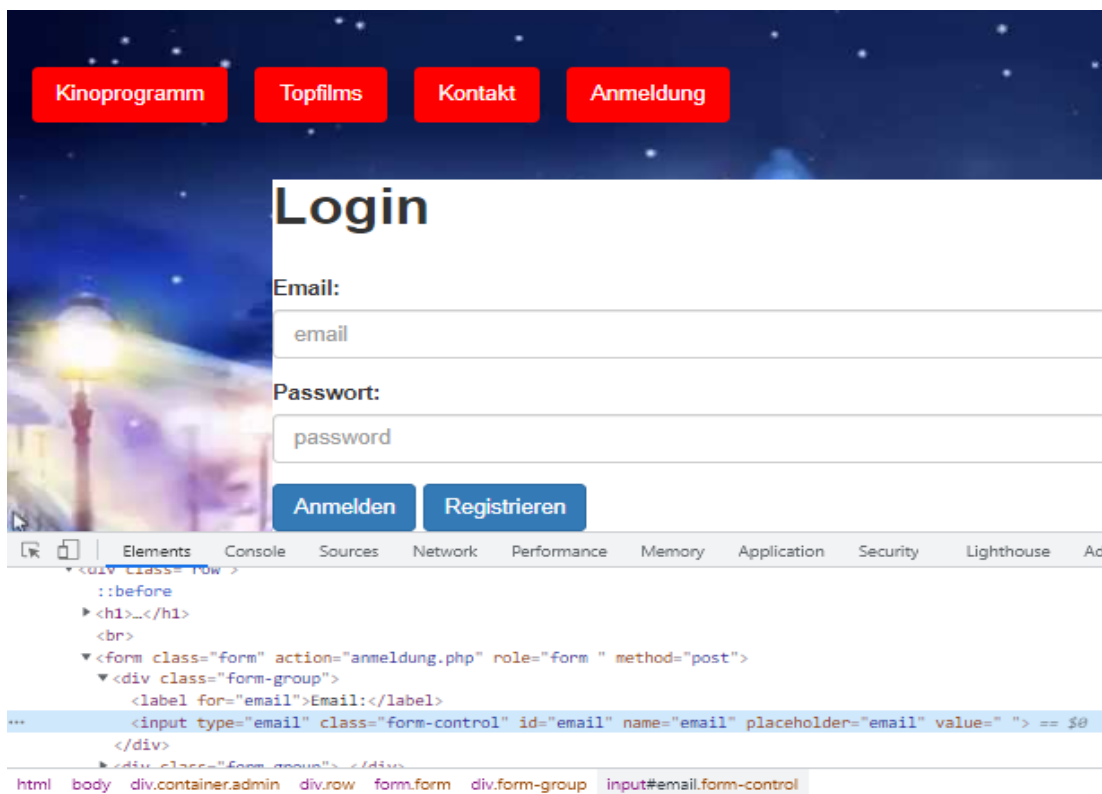 Kinoprogramm Topfilms Kontakt Anmeldung
Login
Email:
email
Passwort:
password
Anmelden Registrieren
Elements Console Sources Network Performance Memory Application Security Lighthouse
::before
▶<h1>…</h1>
<br>
▼<form class="form" action="anmeldung.php" role="form " method="post">
▼<div class="form-group">
<label for="email">Email:</label>
... <input type="email" class="form-control" id="email" name="email" placeholder="email" value=" "> == $0
</div>
html body div.container.admin div.row form.form div.form-group input#email.form-control